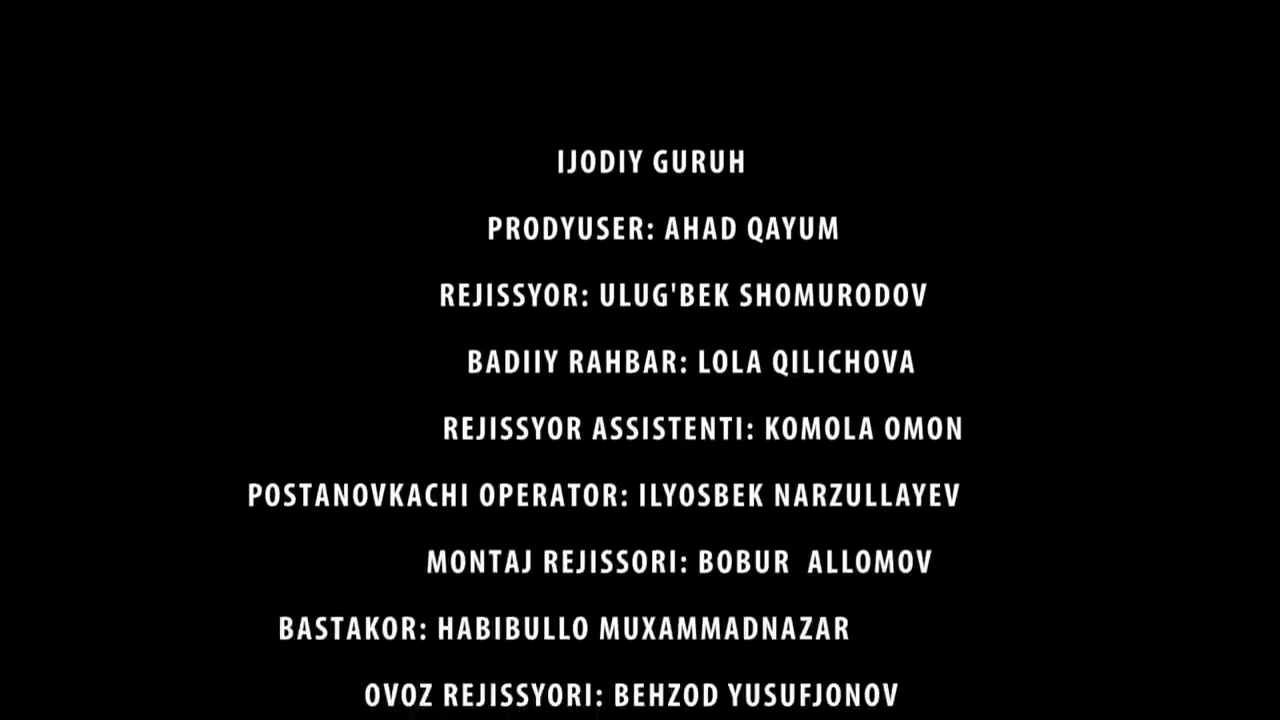 IJODIY GURUH
PRODYUSER: AHAD QAYUM
REJISSYOR: ULUG'BEK SHOMURODOV
BADIIY RAHBAR: LOLA QILICHOVA
REJISSYOR ASSISTENTI: KOMOLA OMON
POSTANOVKACHI OPERATOR: ILYOSBEK NARZULLAYEV
MONTAJ REJISSORI: BOBUR  ALLOMOV
BASTAKOR: HABIBULLO MUXAMMADNAZAR
OVOZ REJISSYORI: BEHZOD YUSUFJONOV